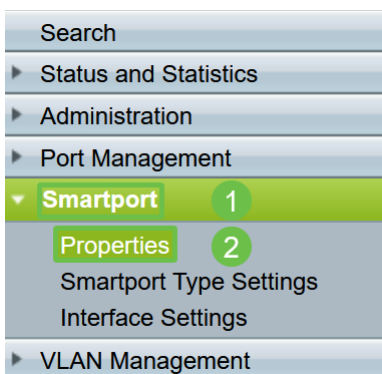 Search
Status and Statistics
Administration
Port Management
Smartport 1
Properties 2
Smartport Type Settings
Interface Settings
VLAN Management